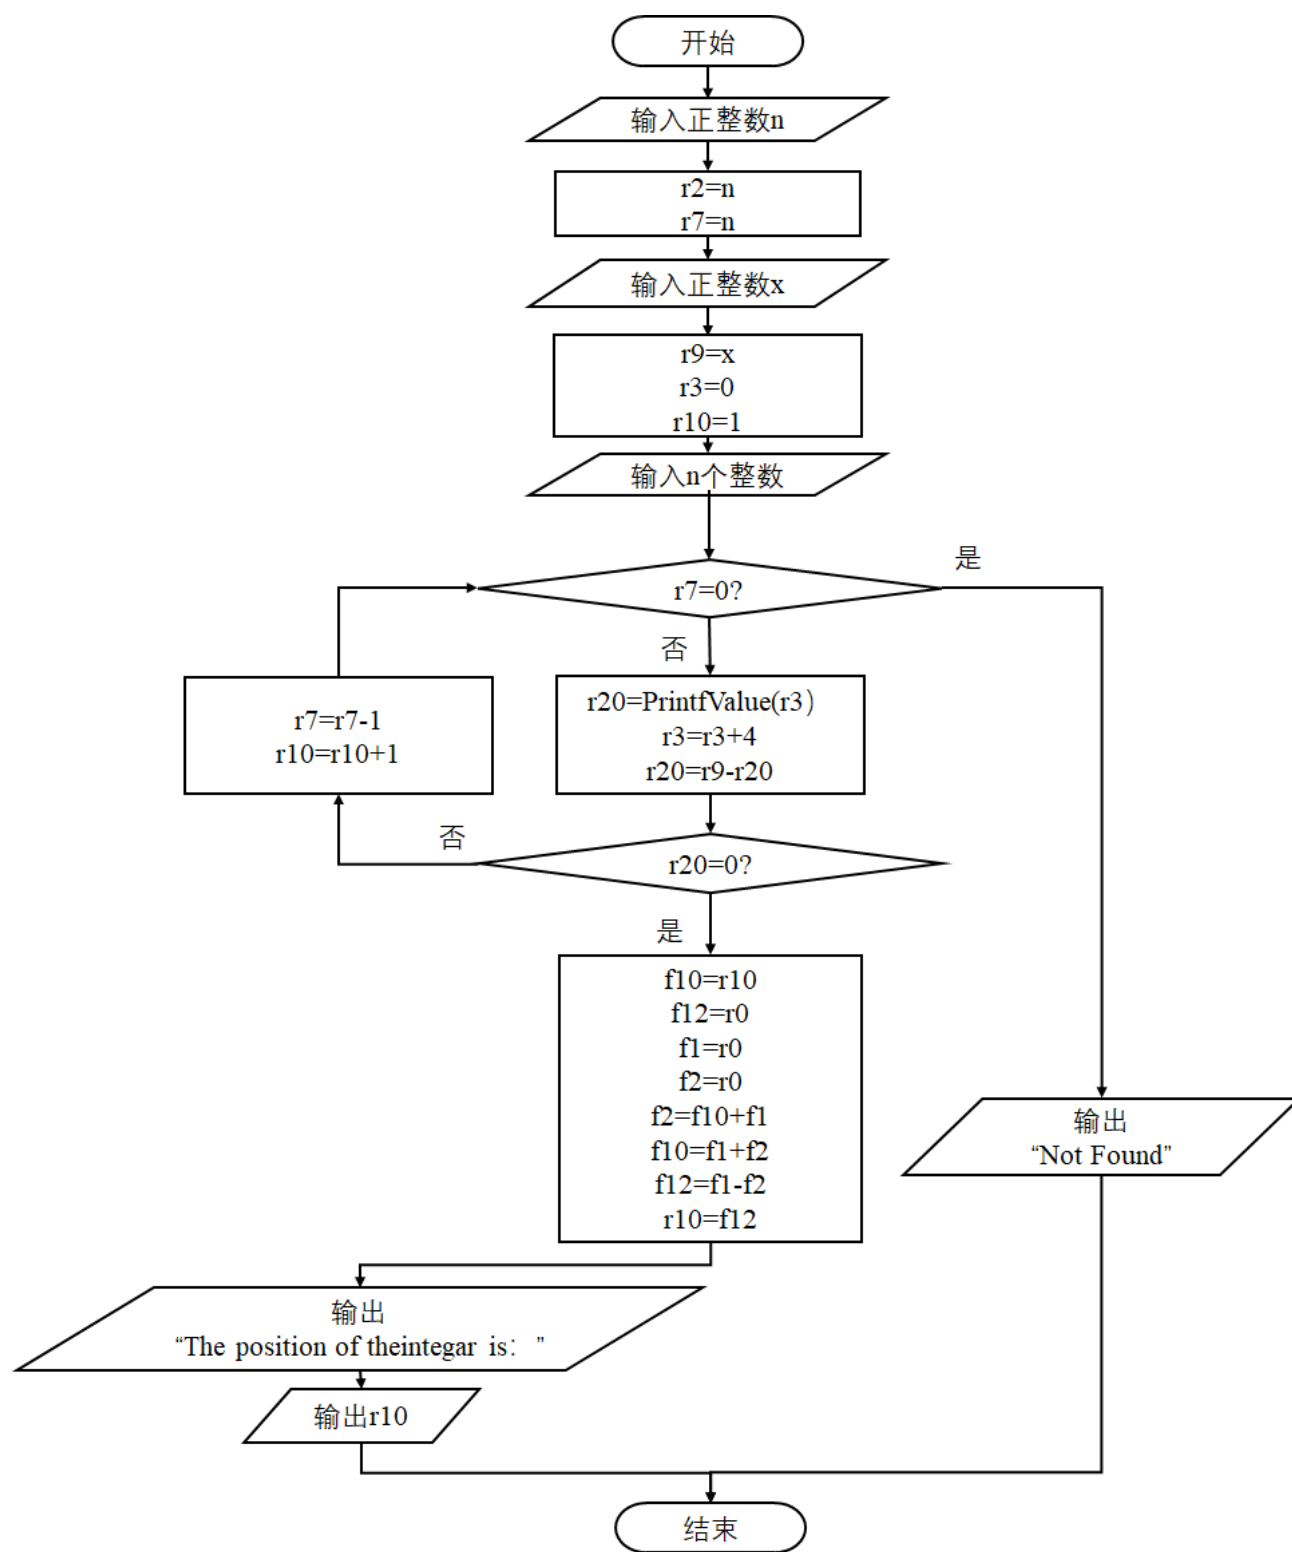 开始
输入正整数n
r2=n
r7=n
输入正整数x
r9=x
r3=0
r10=1
输入n个整数
是
r7=0?
否
r7=r7-1
r10=r10+1
r20=PrintfValue(r3）
r3=r3+4
r20=r9-r20
否
r20=0?
是
f10=r10
f12=r0
f1=r0
f2=r0
f2=f10+f1
f10=f1+f2
f12=f1-f2
r10=f12
输出
“Not Found”
输出
“The position of theintegar is： ”
输出r10
结束